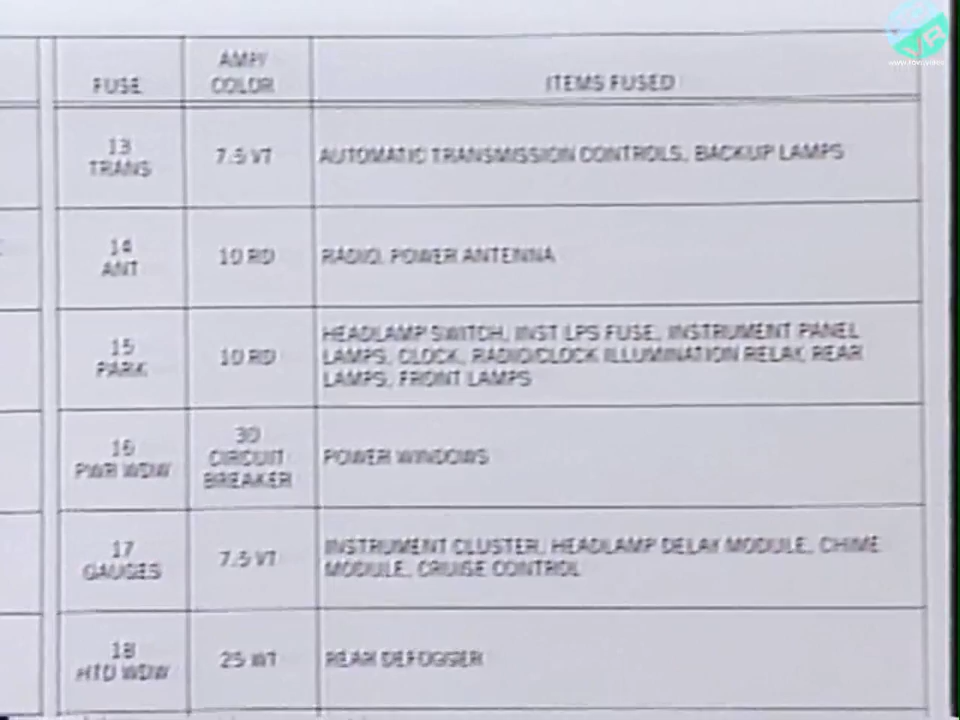 FUSE
AMP/
COLOR
ITEMS FUSED
13
TRANS
7.5 VT
AUTOMATIC TRANSMISSION CONTROLS, BACKUP LAMPS
14
ANT
10 RD
RADIO, POWER ANTENNA
15
PARK
10 RD
HEADLAMP SWITCH, INST LPS FUSE, INSTRUMENT PANEL
LAMPS, CLOCK, RADIO/CLOCK ILLUMINATION RELAY, REAR
LAMPS, FRONT LAMPS
16
PWR WDW
30
CIRCUIT
BREAKER
POWER WINDOWS
17
GAUGES
7.5 VT
INSTRUMENT CLUSTER, HEADLAMP DELAY MODULE, CHIME
MODULE, CRUISE CONTROL
18
HTD WDW
25 WT
REAR DEFOGGER